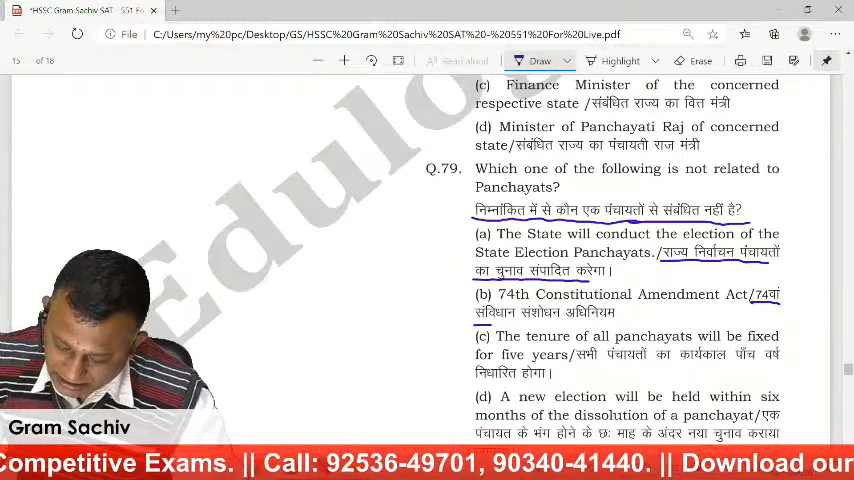 *HSSC Gram Sachiv SAT - 551 Fo
File C:/Users/my%20pc/Desktop/GS/HSSC%20Gram%20Sachiv%20SAT%20-%20551%20For%20Live.pdf
15 of 18
Read aloud
Draw
Highlight
Erase
(c) Finance Minister of the concerned
respective state /संबंधित राज्य का वित्त मंत्री
(d) Minister of Panchayati Raj of concerned
state/संबंधित राज्य का पंचायती राज मंत्री
Q.79. Which one of the following is not related to
Panchayats?
निम्नांकित में से कौन एक पंचायतों से संबंधित नहीं है?
(a) The State will conduct the election of the
State Election Panchayats./राज्य निर्वाचन पंचायतों
का चुनाव संपादित करेगा।
(b) 74th Constitutional Amendment Act/74वां
संविधान संशोधन अधिनियम
(c) The tenure of all panchayats will be fixed
for five years/सभी पंचायतों का कार्यकाल पाँच वर्ष
निधारित होगा।
(d) A new election will be held within six
months of the dissolution of a panchayat/एक
पंचायत के भंग होने के छः माह के अंदर नया चुनाव कराया
Edulo
Gram Sachiv
Competitive Exams. || Call: 92536-49701, 90340-41440. || Download our